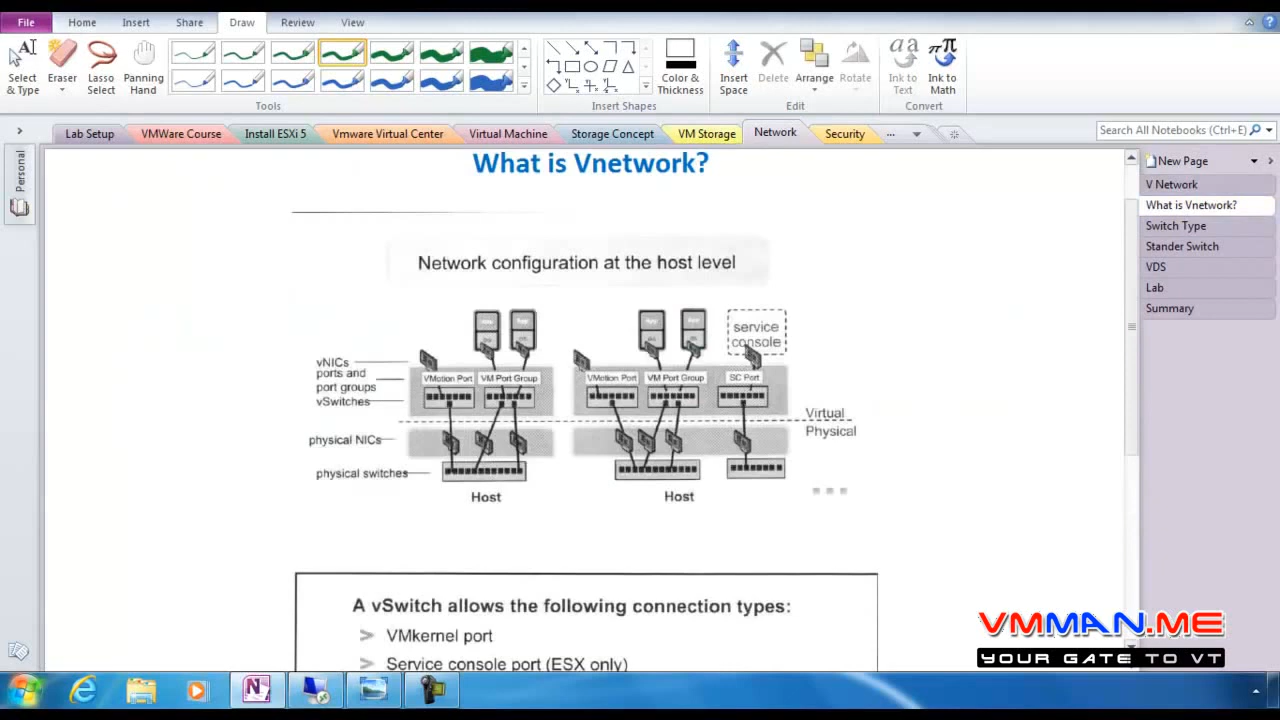 File Home Insert Share Draw Review View
Select & Type
Eraser
Lasso Select
Panning Hand
Color & Thickness
Insert Space
Delete
Arrange
Rotate
Ink to Text
Ink to Math
Tools Insert Shapes Edit Convert
Lab Setup VMWare Course Install ESXi 5 Vmware Virtual Center Virtual Machine Storage Concept VM Storage Network Security ...
Search All Notebooks (Ctrl+E)
Personal
New Page
V Network
What is Vnetwork?
Switch Type
Stander Switch
VDS
Lab
Summary
What is Vnetwork?
Network configuration at the host level
service console
vNICs
ports and port groups
vSwitches
VMotion Port VM Port Group
VMotion Port VM Port Group SC Port
Virtual
Physical
physical NICs
physical switches
Host Host
A vSwitch allows the following connection types:
➢ VMkernel port
➢ Service console port (ESX only)
VMMAN.ME
YOUR GATE TO VT